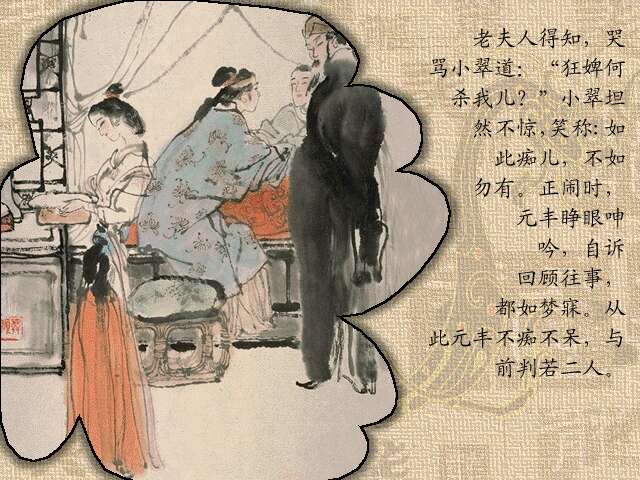 老夫人得知，哭
骂小翠道：“狂婢何
杀我儿？”小翠坦
然不惊，笑称：如
此痴儿，不如
勿有。正闹时，
元丰睁眼呻
吟，自诉
回顾往事，
都如梦寐。从
此元丰不痴不呆，与
前判若二人。